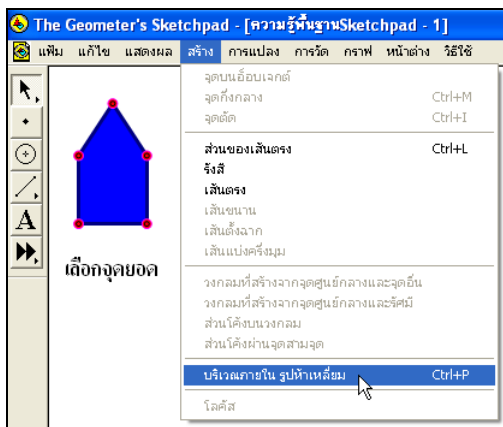 The Geometer's Sketchpad - [ความรู้พื้นฐานSketchpad - 1]
แฟ้ม แก้ไข แสดงผล สร้าง การแปลง การวัด กราฟ หน้าต่าง วิธีใช้
จุดบนอ็อบเจกต์
จุดกึ่งกลาง Ctrl+M
จุดตัด Ctrl+I
ส่วนของเส้นตรง Ctrl+L
รังสี
เส้นตรง
เส้นขนาน
เส้นตั้งฉาก
เส้นแบ่งครึ่งมุม
A
เลือกจุดยอด
วงกลมที่สร้างจากจุดศูนย์กลางและจุดอื่น
วงกลมที่สร้างจากจุดศูนย์กลางและรัศมี
ส่วนโค้งบนวงกลม
ส่วนโค้งผ่านจุดสามจุด
บริเวณภายใน รูปห้าเหลี่ยม Ctrl+P
โลคัส